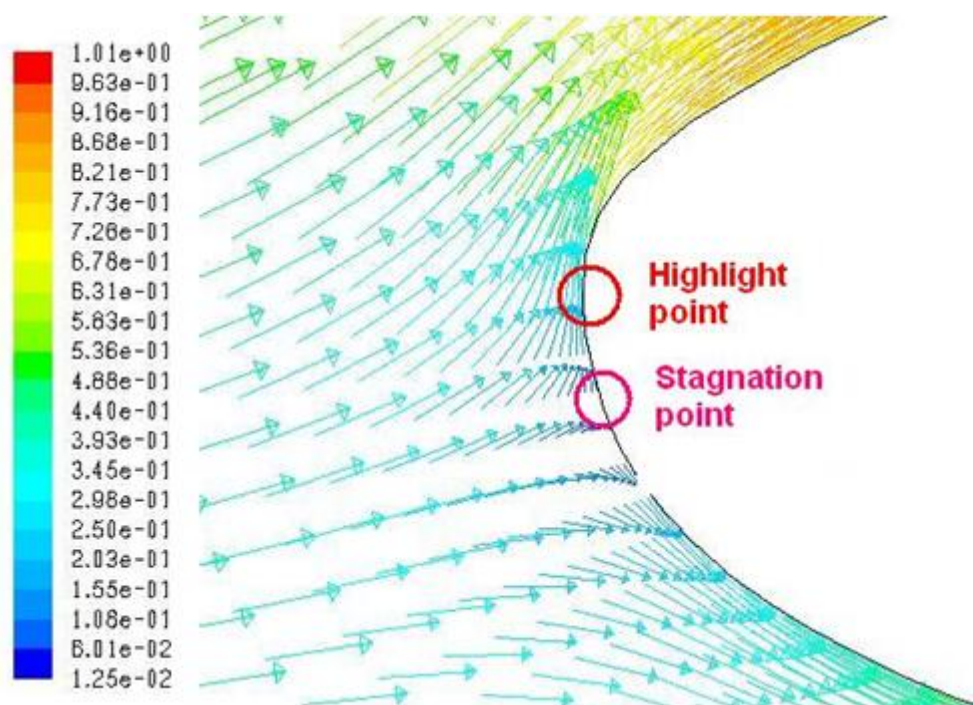 1.01e+00
9.63e-01
9.16e-01
8.68e-01
8.21e-01
7.73e-01
7.26e-01
6.78e-01
6.31e-01
5.83e-01
5.36e-01
4.88e-01
4.40e-01
3.93e-01
3.45e-01
2.98e-01
2.50e-01
2.03e-01
1.55e-01
1.08e-01
6.01e-02
1.25e-02
Highlight
point
Stagnation
point